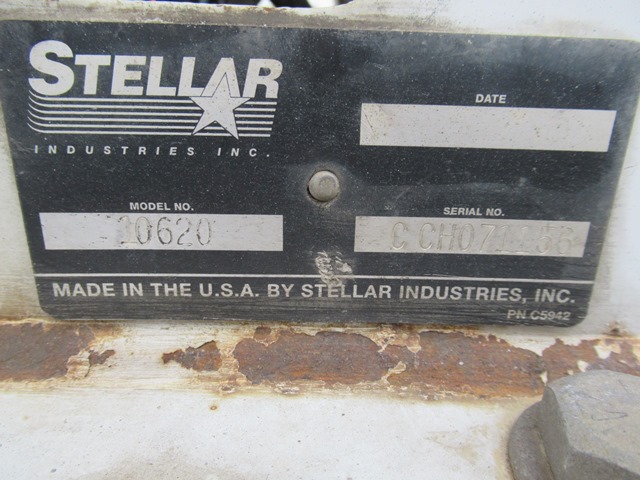 STELLAR
INDUSTRIES INC.
DATE
MODEL NO.
10620
SERIAL NO.
MADE IN THE U.S.A. BY STELLAR INDUSTRIES, INC.
PN C5942